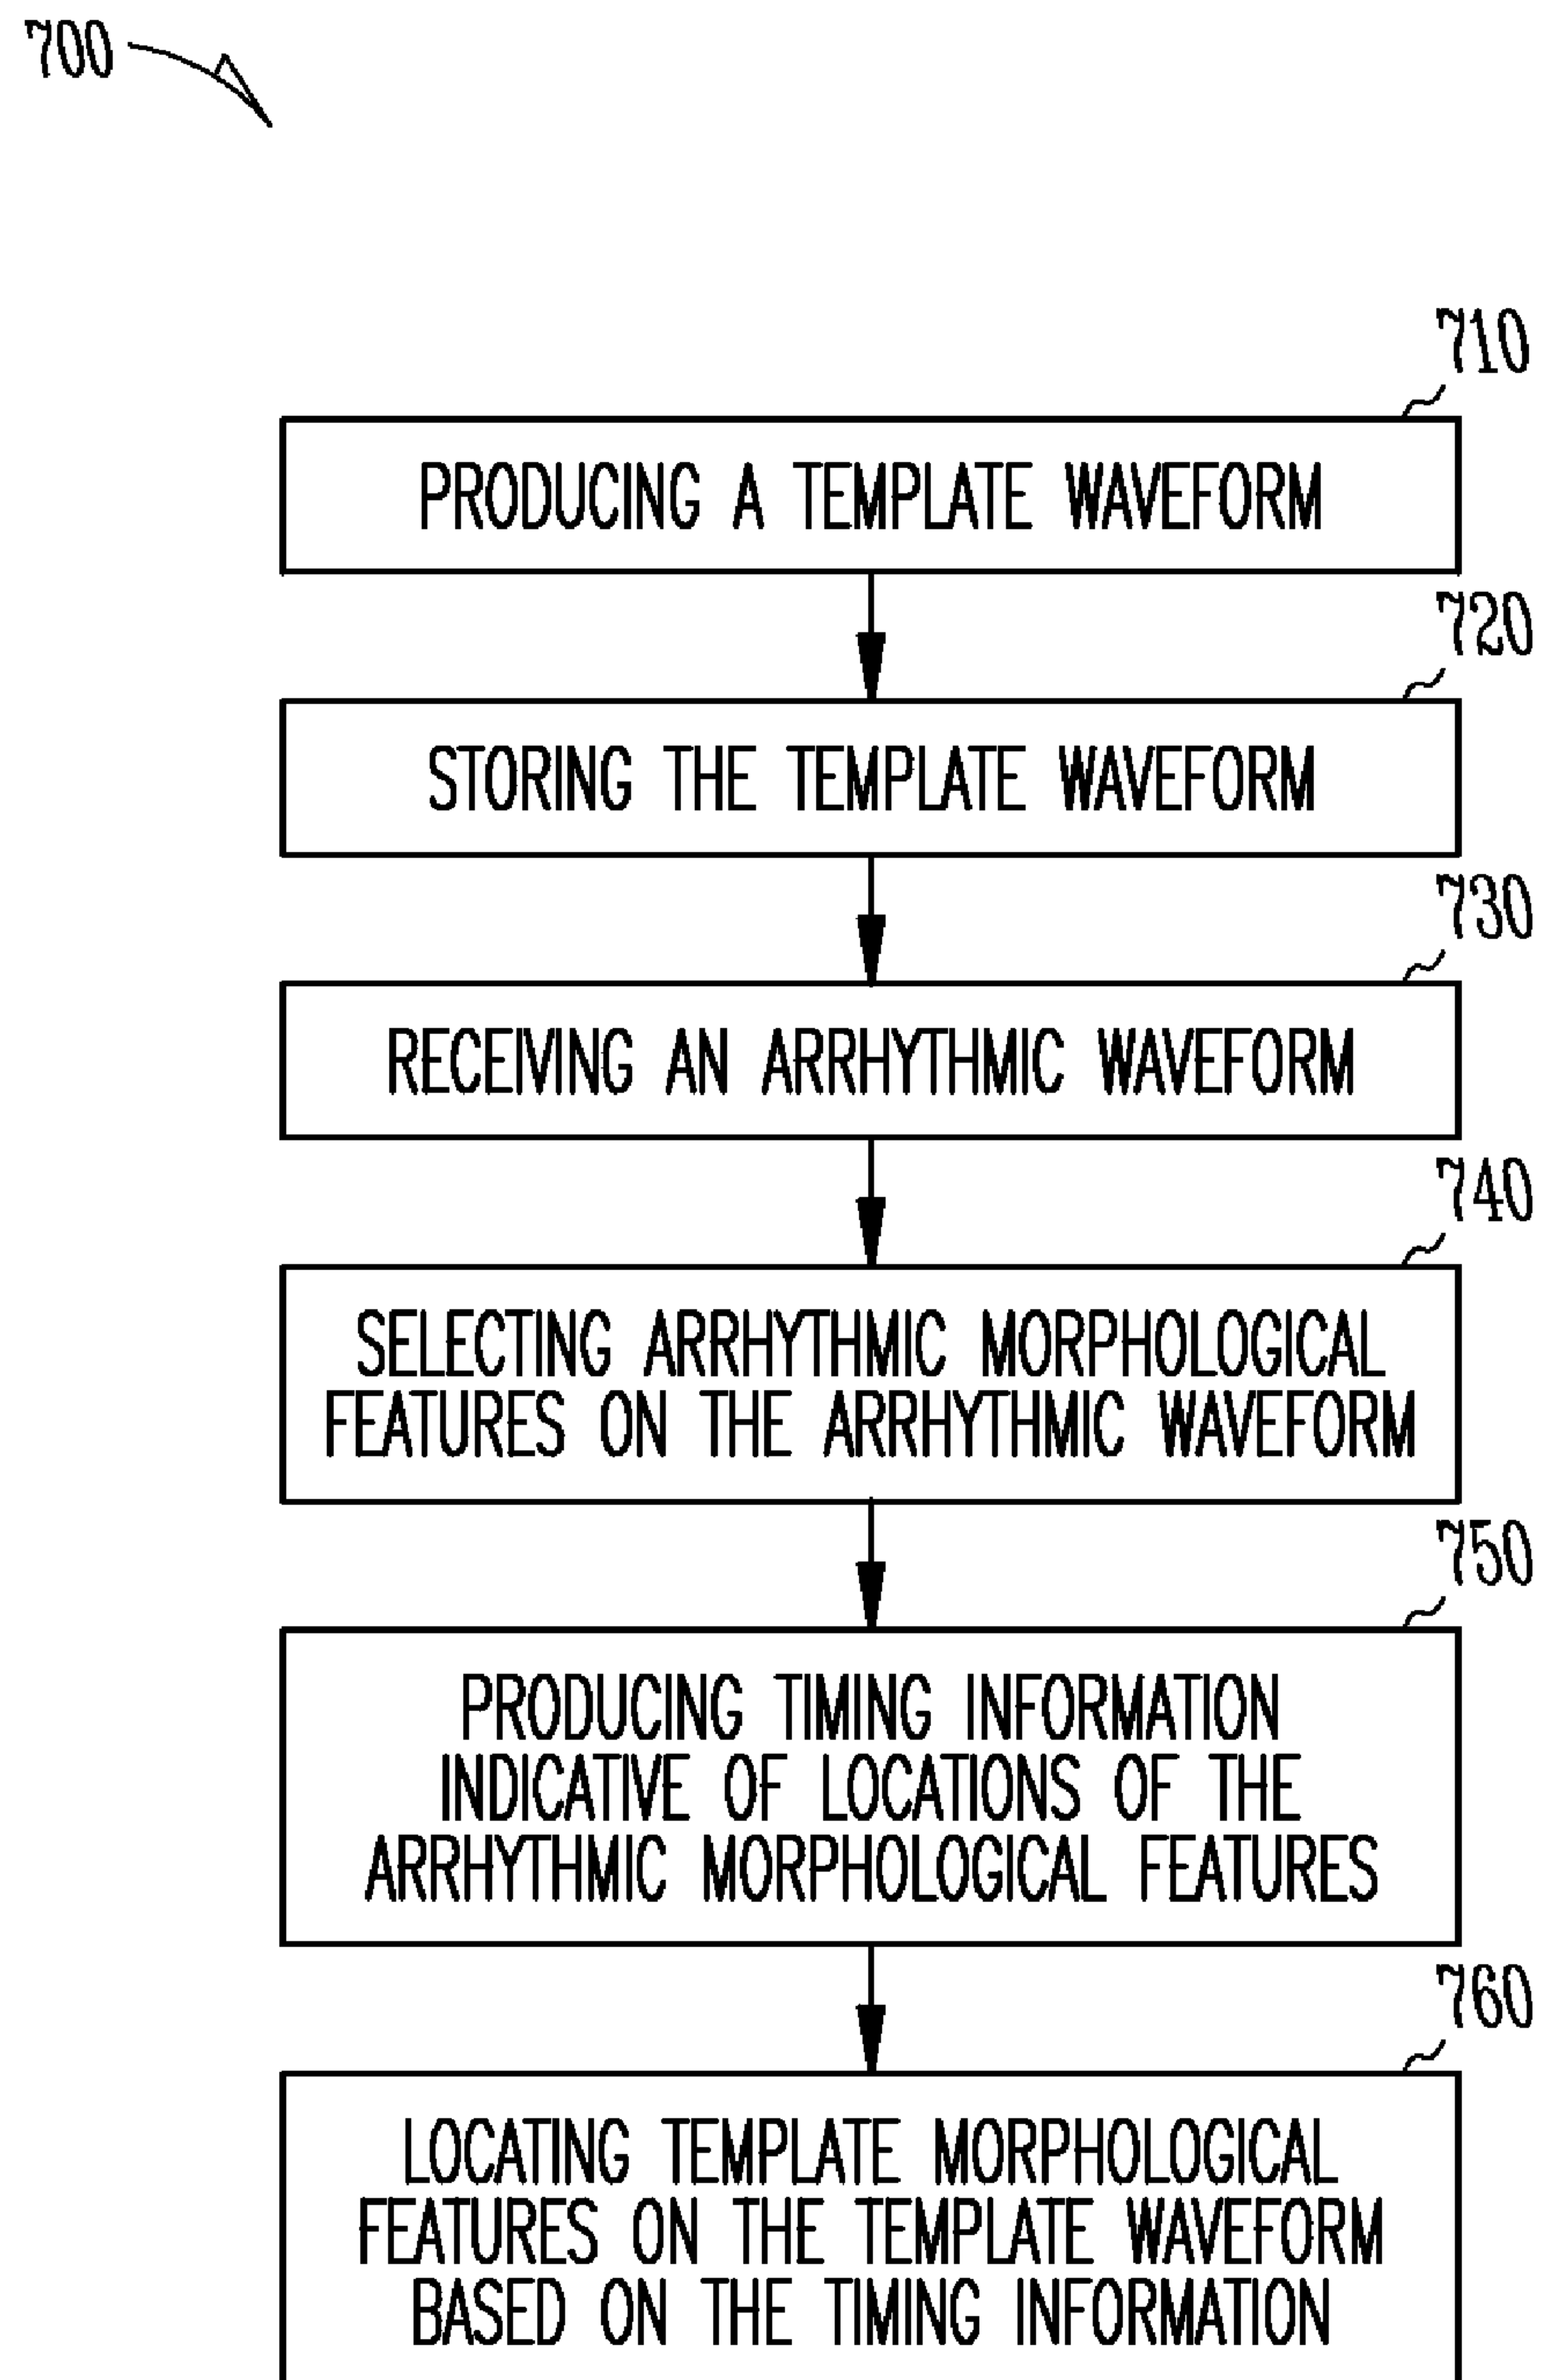 700
710
PRODUCING A TEMPLATE WAVEFORM
720
STORING THE TEMPLATE WAVEFORM
730
RECEIVING AN ARRHYTHMIC WAVEFORM
740
SELECTING ARRHYTHMIC MORPHOLOGICAL
FEATURES ON THE ARRHYTHMIC WAVEFORM
750
PRODUCING TIMING INFORMATION
INDICATIVE OF LOCATIONS OF THE
ARRHYTHMIC MORPHOLOGICAL FEATURES
760
LOCATING TEMPLATE MORPHOLOGICAL
FEATURES ON THE TEMPLATE WAVEFORM
BASED ON THE TIMING INFORMATION